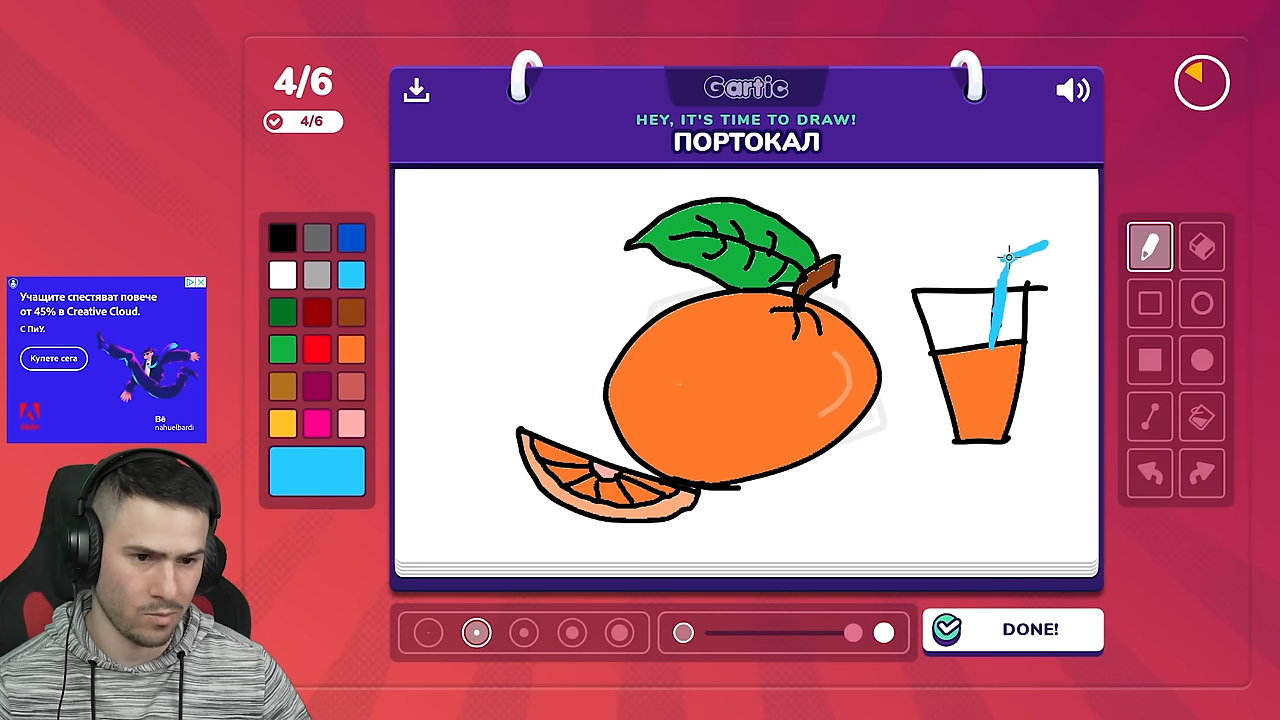 4/6
4/6
Gartic
HEY, IT'S TIME TO DRAW!
ПОРТОКАЛ
Учащите спестяват повече
от 45% в Creative Cloud.
С ПиУ.
Купете сега
Adobe
Bē
nahuelbardi
DONE!